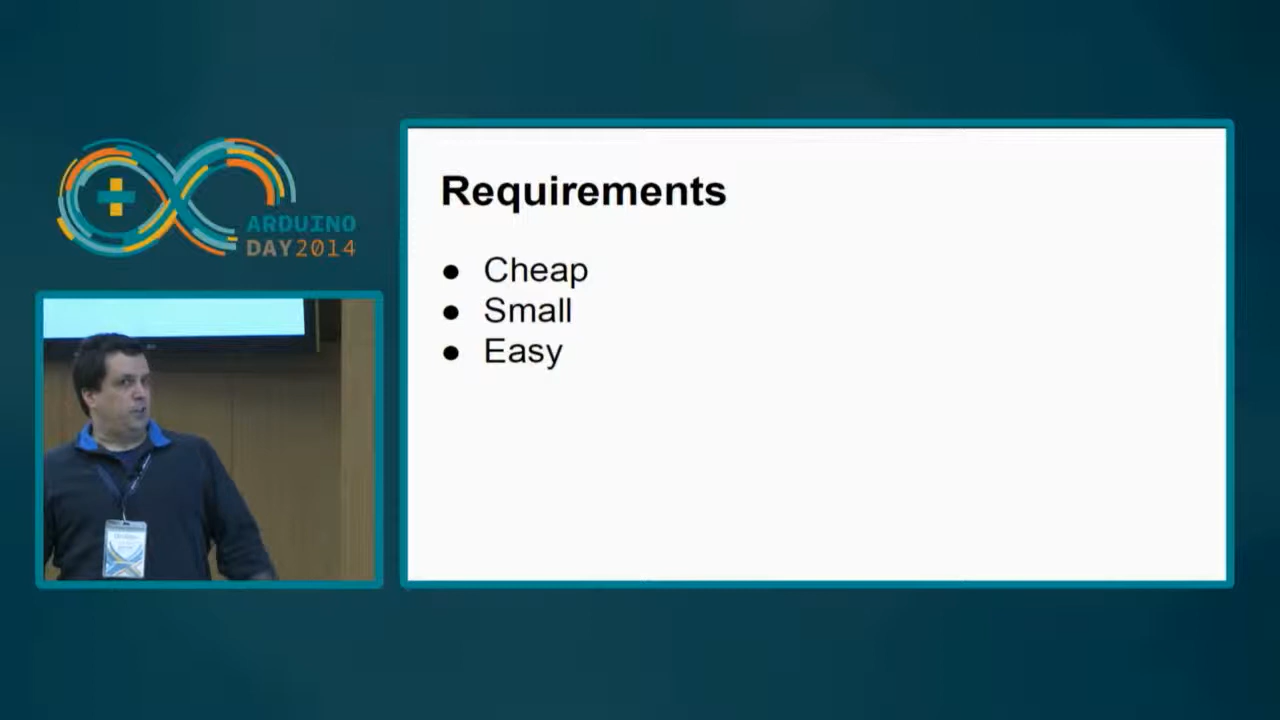 ARDUINO
DAY2014
Requirements
● Cheap
● Small
● Easy